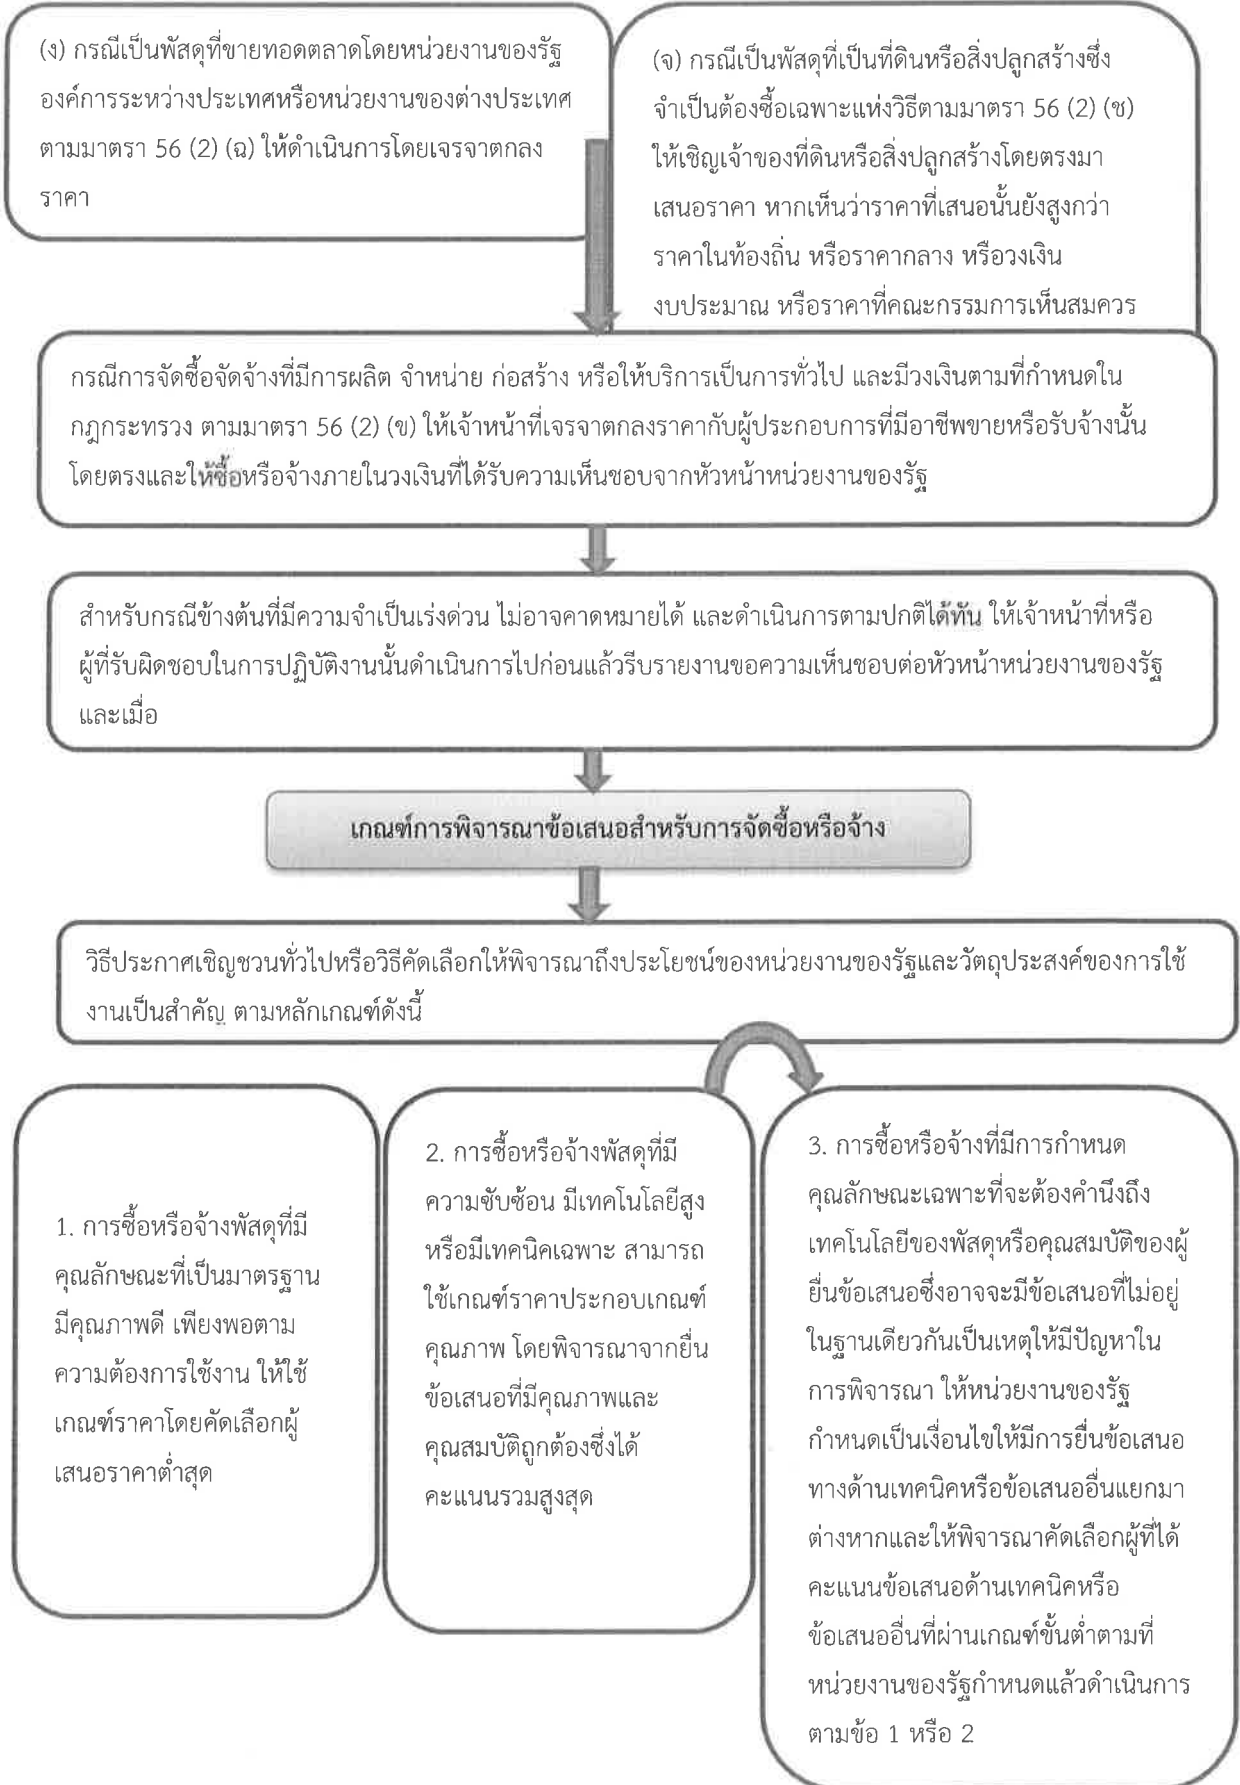 (ง) กรณีเป็นพัสดุที่ขายทอดตลาดโดยหน่วยงานของรัฐ
องค์การระหว่างประเทศหรือหน่วยงานของต่างประเทศ
ตามมาตรา 56 (2) (ฉ) ให้ดำเนินการโดยเจรจาตกลง
ราคา
(จ) กรณีเป็นพัสดุที่เป็นที่ดินหรือสิ่งปลูกสร้างซึ่ง
จำเป็นต้องซื้อเฉพาะแห่งวิธีตามมาตรา 56 (2) (ช)
ให้เชิญเจ้าของที่ดินหรือสิ่งปลูกสร้างโดยตรงมา
เสนอราคา หากเห็นว่าราคาที่เสนอนั้นยังสูงกว่า
ราคาในท้องถิ่น หรือราคากลาง หรือวงเงิน
งบประมาณ หรือราคาที่คณะกรรมการเห็นสมควร
กรณีการจัดซื้อจัดจ้างที่มีการผลิต จำหน่าย ก่อสร้าง หรือให้บริการเป็นการทั่วไป และมีวงเงินตามที่กำหนดใน
กฎกระทรวง ตามมาตรา 56 (2) (ข) ให้เจ้าหน้าที่เจรจาตกลงราคากับผู้ประกอบการที่มีอาชีพขายหรือรับจ้างนั้น
โดยตรงและให้ซื้อหรือจ้างภายในวงเงินที่ได้รับความเห็นชอบจากหัวหน้าหน่วยงานของรัฐ
สำหรับกรณีข้างต้นที่มีความจำเป็นเร่งด่วน ไม่อาจคาดหมายได้ และดำเนินการตามปกติได้ทัน ให้เจ้าหน้าที่หรือ
ผู้ที่รับผิดชอบในการปฏิบัติงานนั้นดำเนินการไปก่อนแล้วรีบรายงานขอความเห็นชอบต่อหัวหน้าหน่วยงานของรัฐ
และเมื่อ
เกณฑ์การพิจารณาข้อเสนอสำหรับการจัดซื้อหรือจ้าง
วิธีประกาศเชิญชวนทั่วไปหรือวิธีคัดเลือกให้พิจารณาถึงประโยชน์ของหน่วยงานของรัฐและวัตถุประสงค์ของการใช้
งานเป็นสำคัญ ตามหลักเกณฑ์ดังนี้
1. การซื้อหรือจ้างพัสดุที่มี
คุณลักษณะที่เป็นมาตรฐาน
มีคุณภาพดี เพียงพอตาม
ความต้องการใช้งาน ให้ใช้
เกณฑ์ราคาโดยคัดเลือกผู้
เสนอราคาต่ำสุด
2. การซื้อหรือจ้างพัสดุที่มี
ความซับซ้อน มีเทคโนโลยีสูง
หรือมีเทคนิคเฉพาะ สามารถ
ใช้เกณฑ์ราคาประกอบเกณฑ์
คุณภาพ โดยพิจารณาจากยื่น
ข้อเสนอที่มีคุณภาพและ
คุณสมบัติถูกต้องซึ่งได้
คะแนนรวมสูงสุด
3. การซื้อหรือจ้างที่มีการกำหนด
คุณลักษณะเฉพาะที่จะต้องคำนึงถึง
เทคโนโลยีของพัสดุหรือคุณสมบัติของผู้
ยื่นข้อเสนอซึ่งอาจจะมีข้อเสนอที่ไม่อยู่
ในฐานเดียวกันเป็นเหตุให้มีปัญหาใน
การพิจารณา ให้หน่วยงานของรัฐ
กำหนดเป็นเงื่อนไขให้มีการยื่นข้อเสนอ
ทางด้านเทคนิคหรือข้อเสนออื่นแยกมา
ต่างหากและให้พิจารณาคัดเลือกผู้ที่ได้
คะแนนข้อเสนอด้านเทคนิคหรือ
ข้อเสนออื่นที่ผ่านเกณฑ์ขั้นต่ำตามที่
หน่วยงานของรัฐกำหนดแล้วดำเนินการ
ตามข้อ 1 หรือ 2